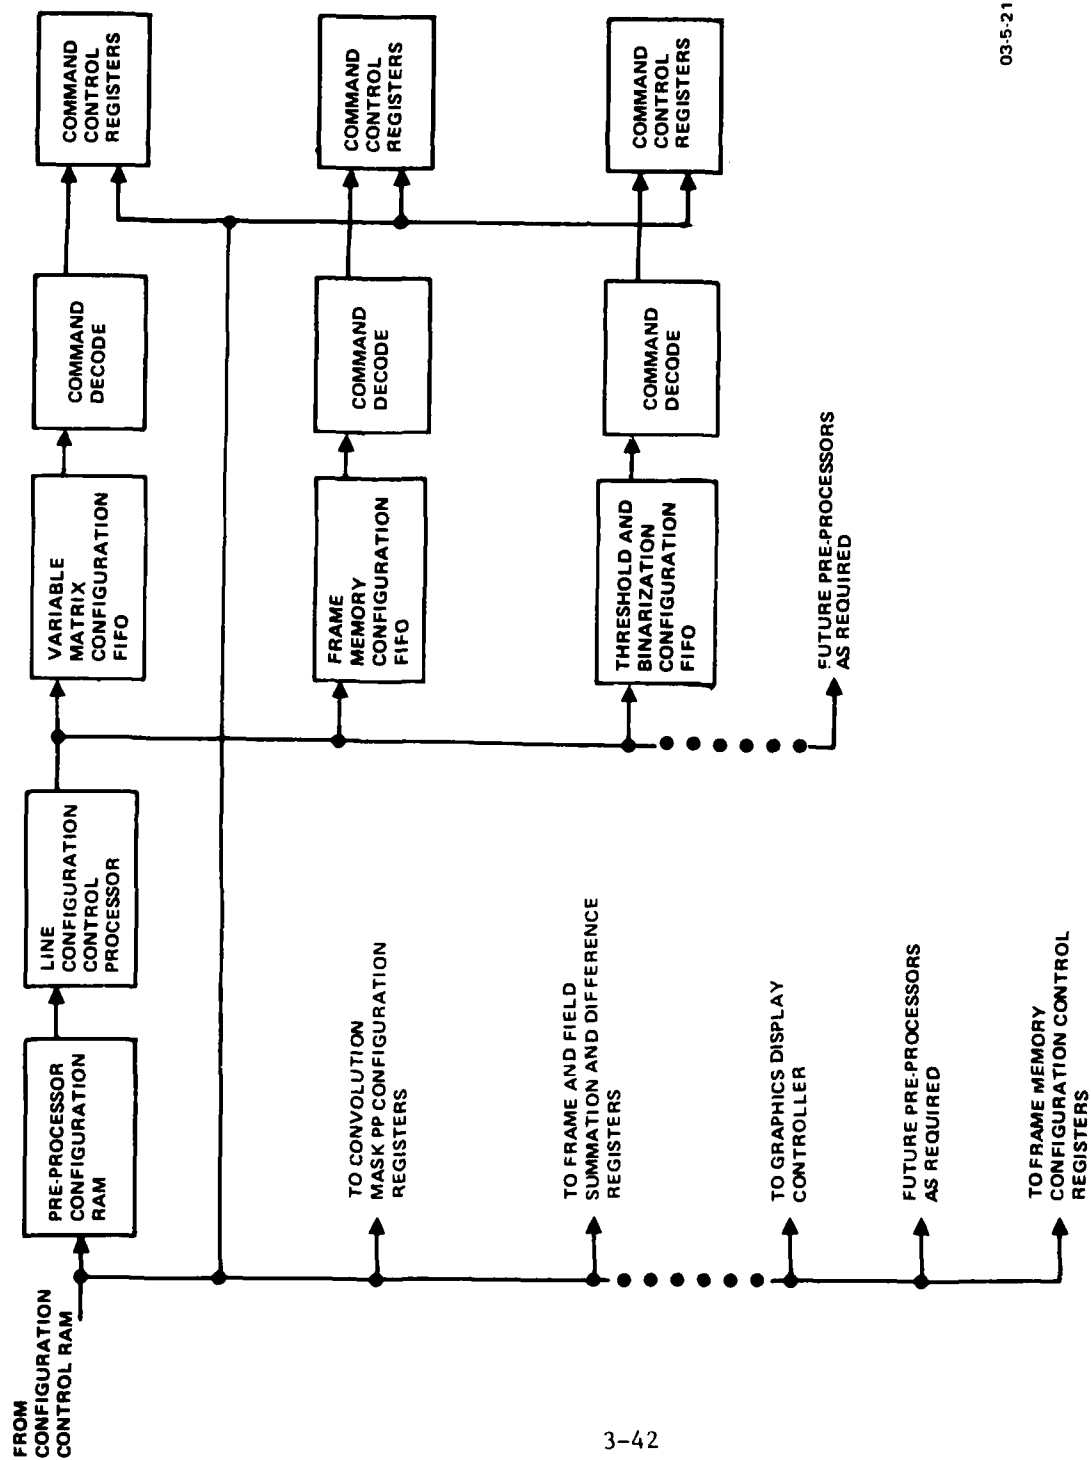 FROM
CONFIGURATION
CONTROL RAM
PRE-PROCESSOR
CONFIGURATION
RAM
LINE
CONFIGURATION
CONTROL
PROCESSOR
VARIABLE
MATRIX
CONFIGURATION
FIFO
COMMAND
DECODE
COMMAND
CONTROL
REGISTERS
FRAME
MEMORY
CONFIGURATION
FIFO
COMMAND
DECODE
COMMAND
CONTROL
REGISTERS
THRESHOLD AND
BINARIZATION
CONFIGURATION
FIFO
COMMAND
DECODE
COMMAND
CONTROL
REGISTERS
FUTURE PRE-PROCESSORS
AS REQUIRED
TO CONVOLUTION
MASK PP CONFIGURATION
REGISTERS
TO FRAME AND FIELD
SUMMATION AND DIFFERENCE
REGISTERS
TO GRAPHICS DISPLAY
CONTROLLER
FUTURE PRE-PROCESSORS
AS REQUIRED
TO FRAME MEMORY
CONFIGURATION CONTROL
REGISTERS
03-5-21
3-42